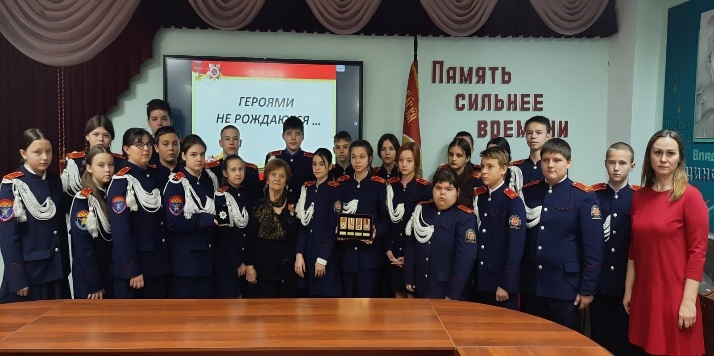 ГЕРОЯМИ
НЕ РОЖДАЮТСЯ ...
ПАМЯТЬ
СИЛЬНЕЕ
ВРЕМЕНИ